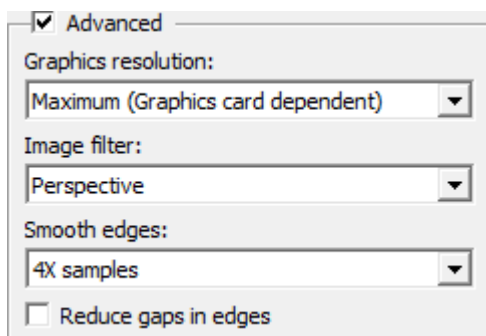 Advanced
Graphics resolution:
Maximum (Graphics card dependent)
Image filter:
Perspective
Smooth edges:
4X samples
Reduce gaps in edges